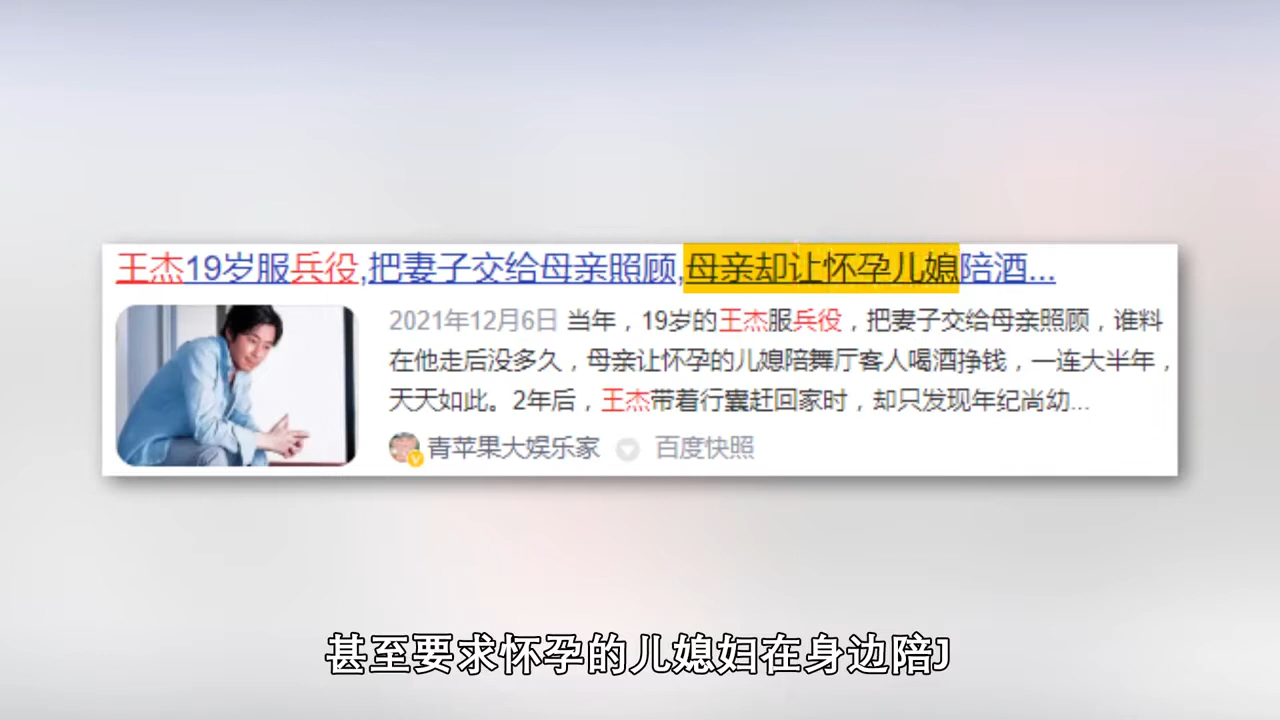 王杰19岁服兵役,把妻子交给母亲照顾,母亲却让怀孕儿媳陪酒...
2021年12月6日 当年，19岁的王杰服兵役，把妻子交给母亲照顾，谁料
在他走后没多久，母亲让怀孕的儿媳陪舞厅客人喝酒挣钱，一连大半年，
天天如此。2年后，王杰带着行囊赶回家时，却只发现年纪尚幼...
青苹果大娱乐家 百度快照
甚至要求怀孕的儿媳妇在身边陪